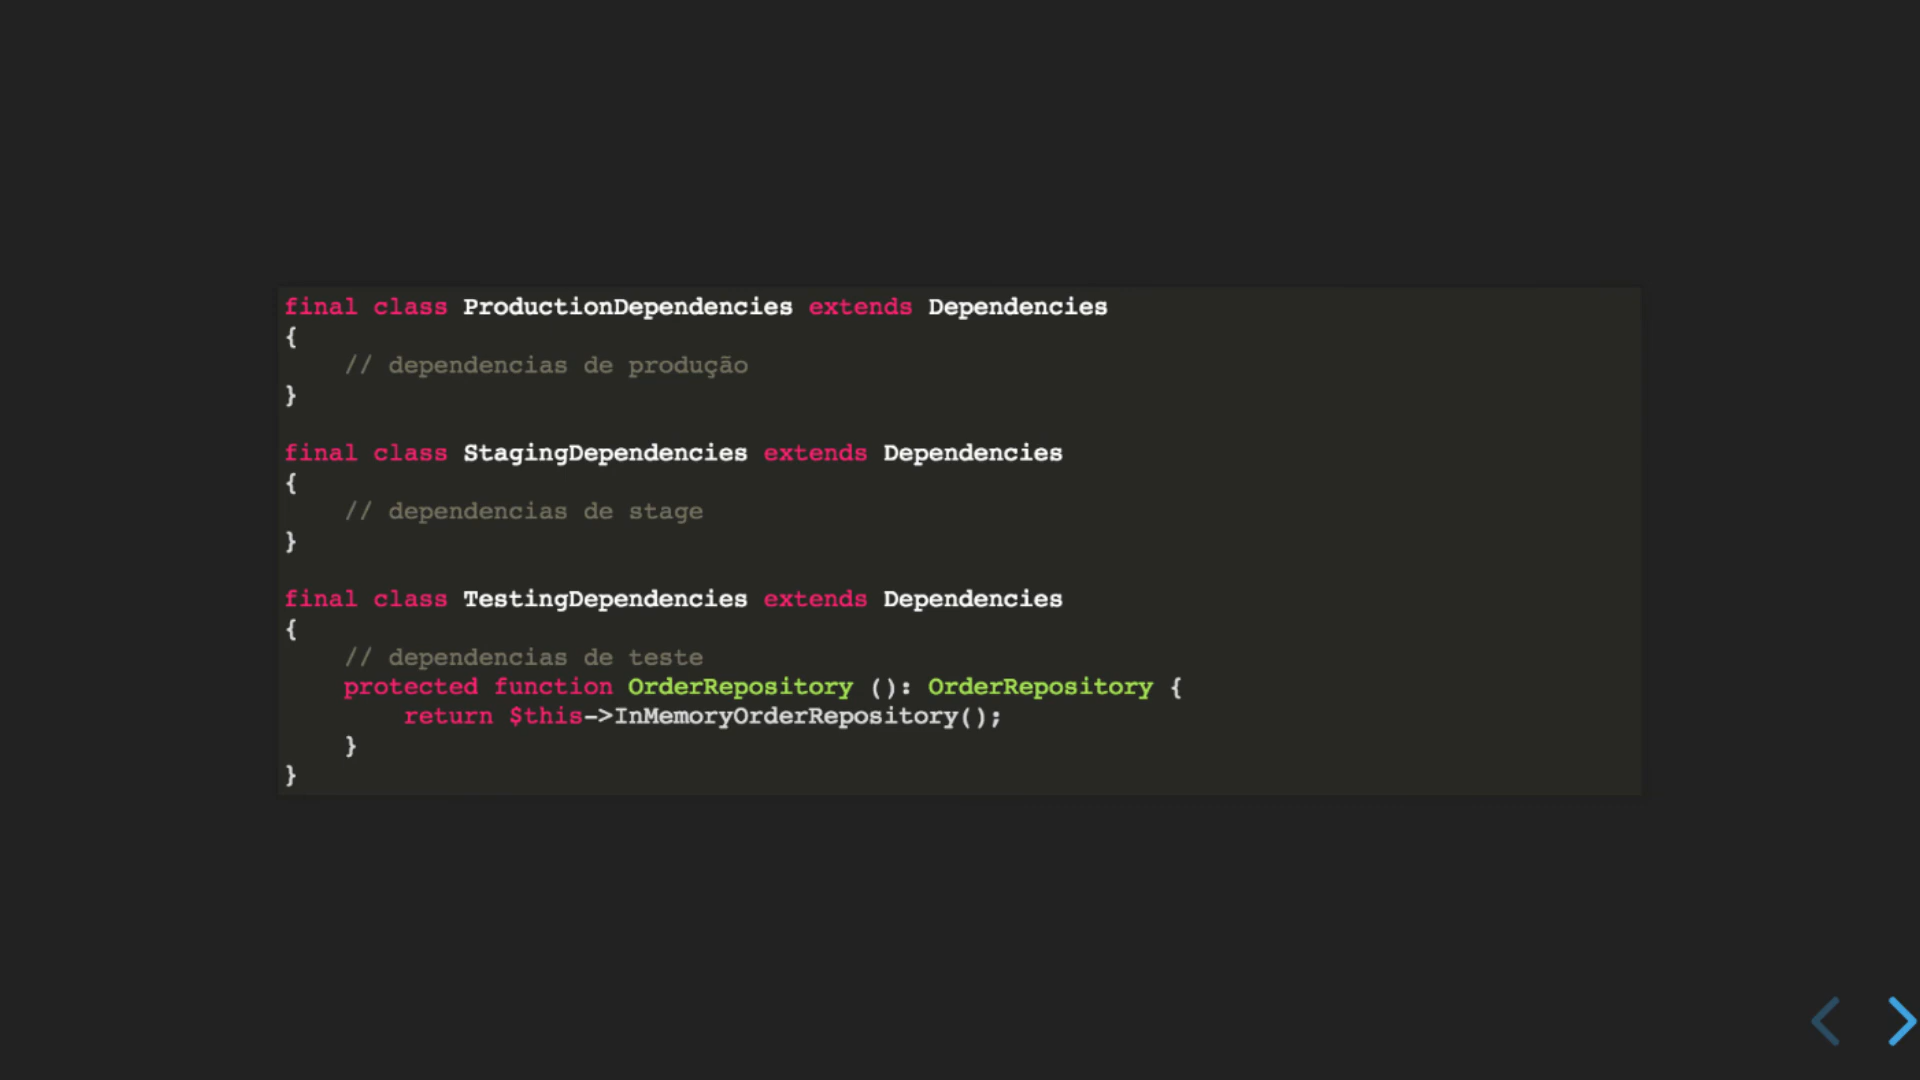 final class ProductionDependencies extends Dependencies
{
    // dependencias de produção
}

final class StagingDependencies extends Dependencies
{
    // dependencias de stage
}

final class TestingDependencies extends Dependencies
{
    // dependencias de teste
    protected function OrderRepository (): OrderRepository {
        return $this->InMemoryOrderRepository();
    }
}